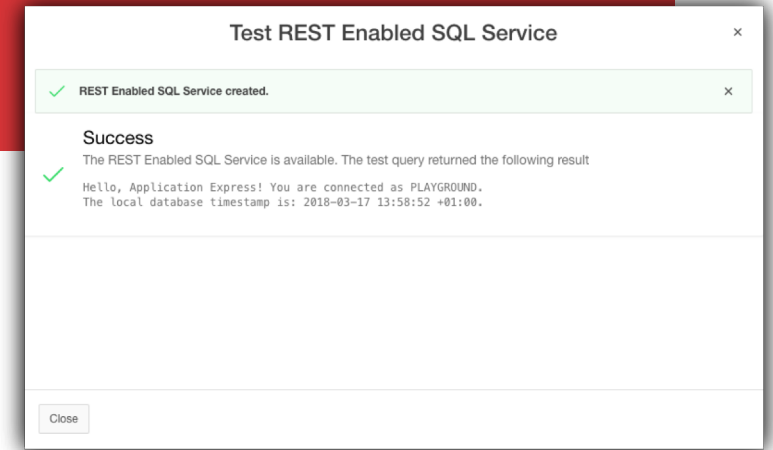 Test REST Enabled SQL Service
REST Enabled SQL Service created.
Success
The REST Enabled SQL Service is available. The test query returned the following result
Hello, Application Express! You are connected as PLAYGROUND.
The local database timestamp is: 2018-03-17 13:58:52 +01:00.
Close